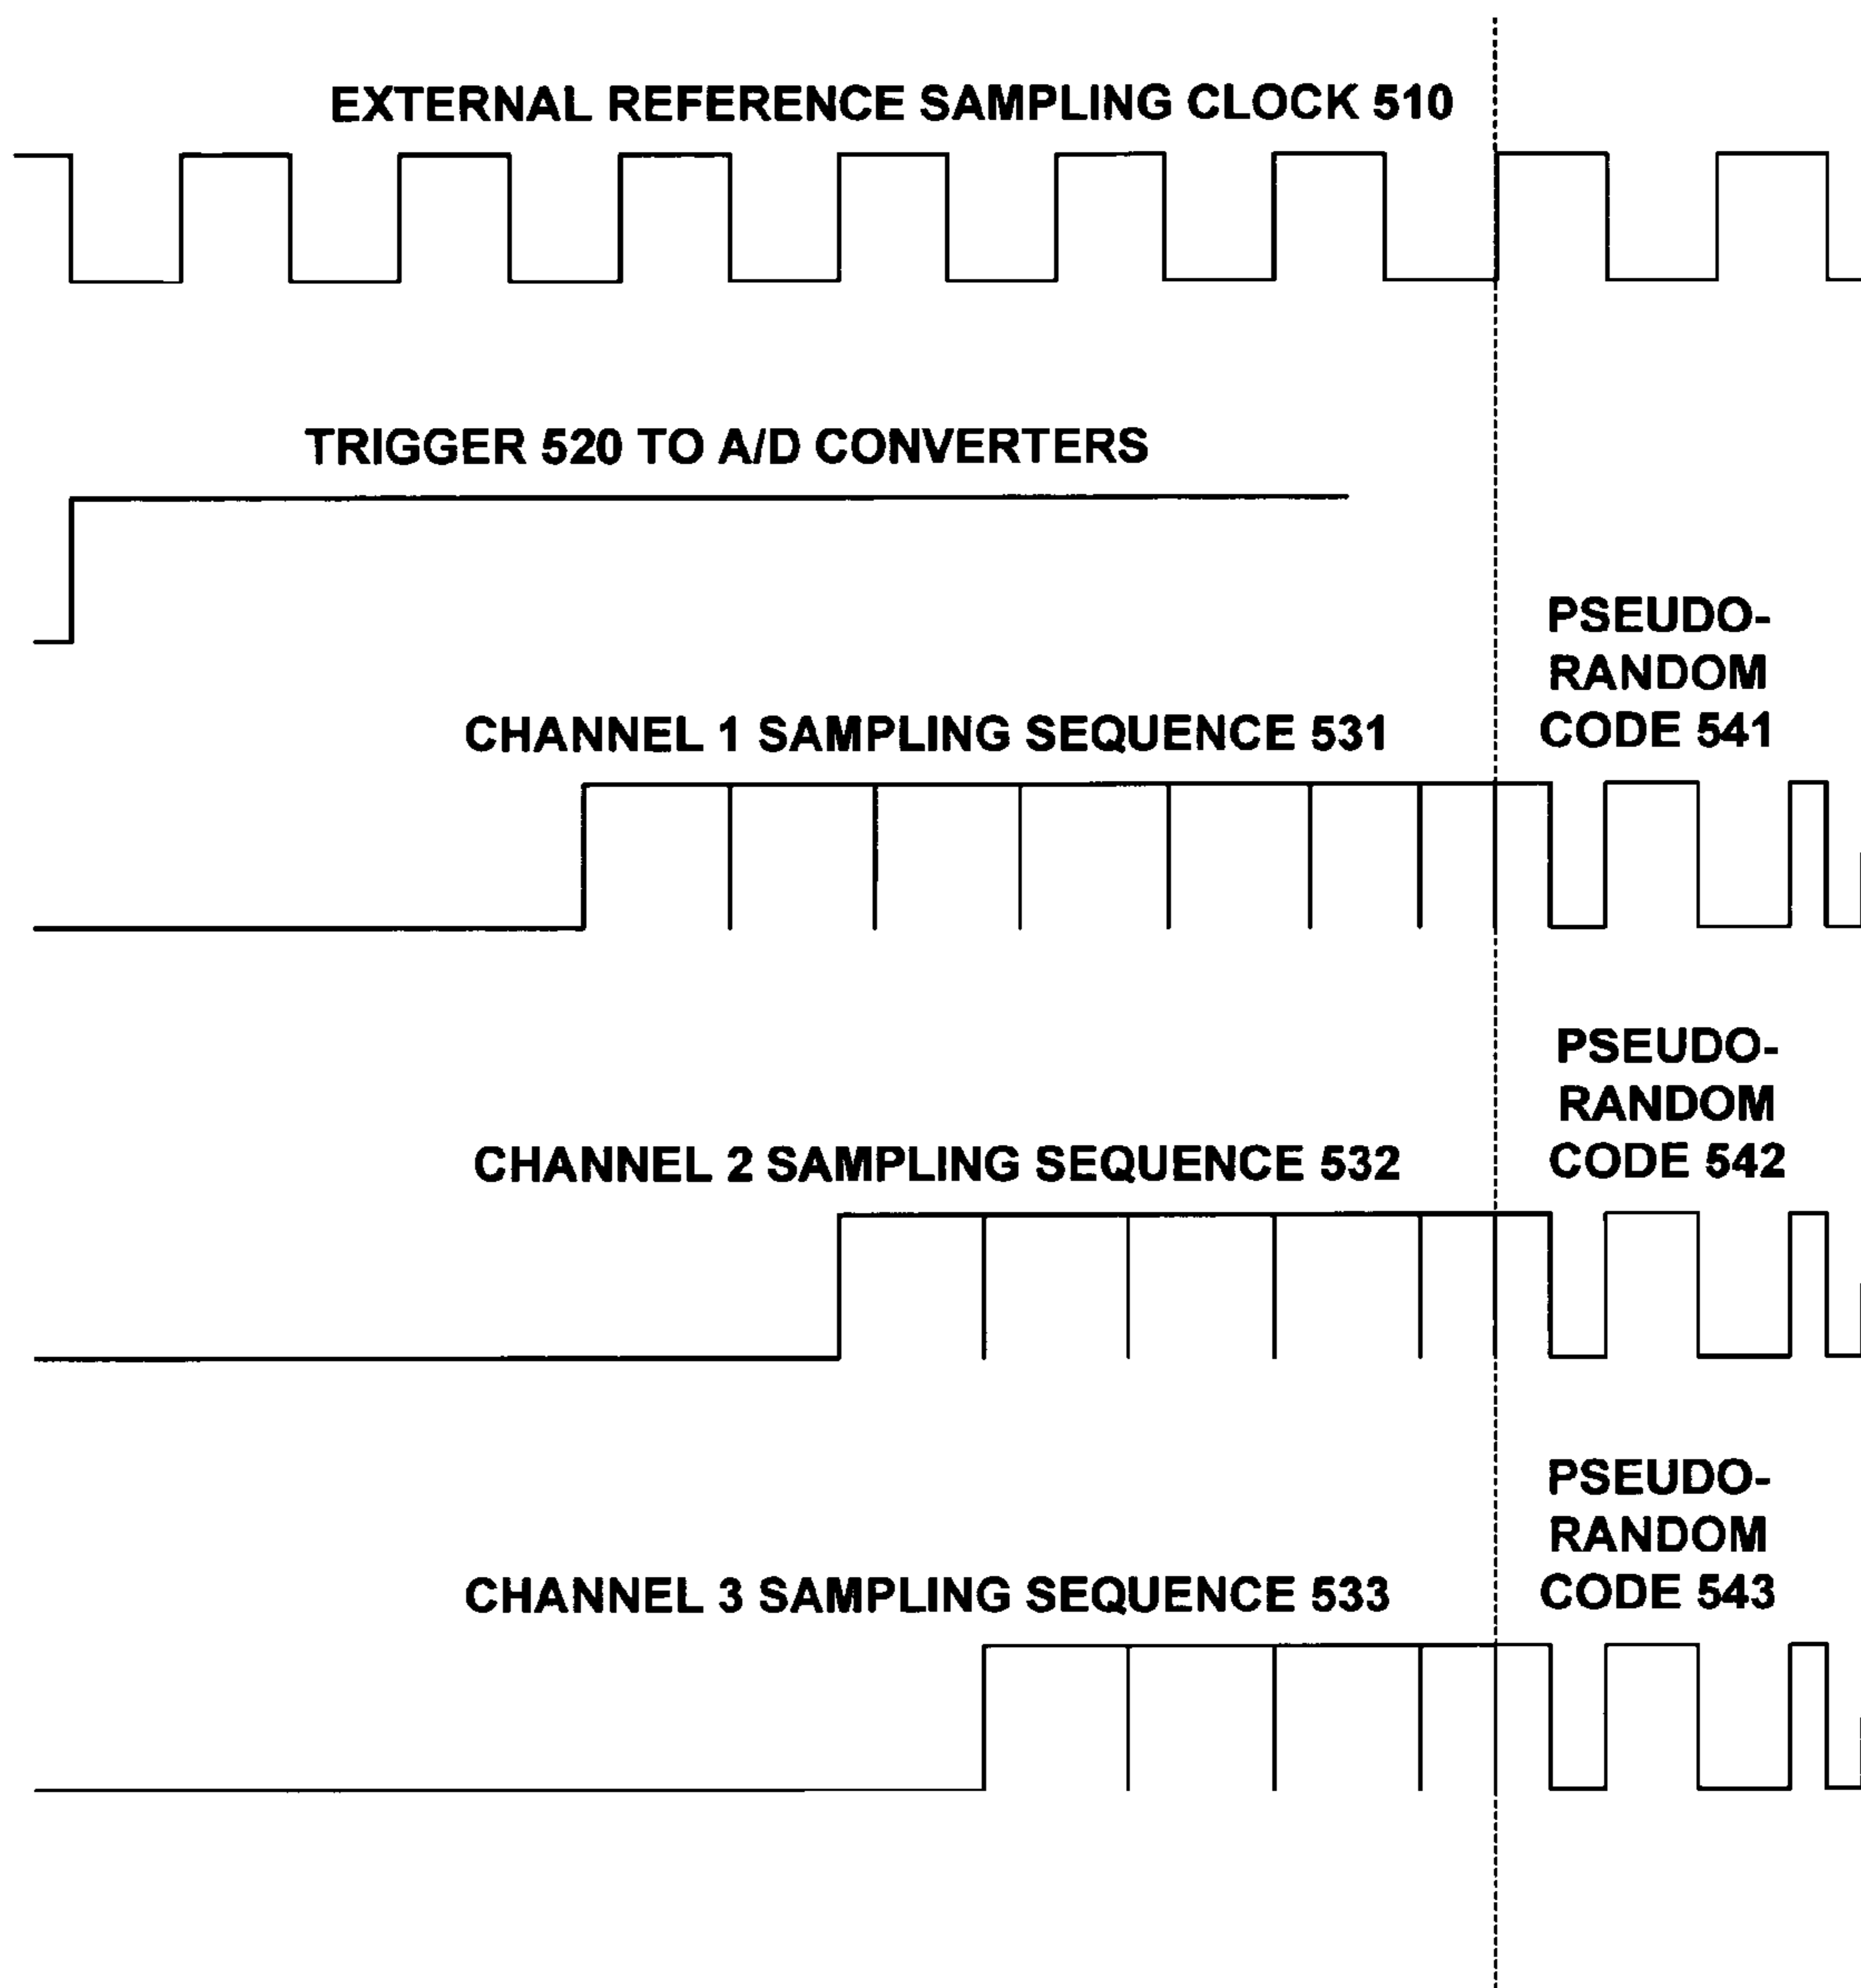 EXTERNAL REFERENCE SAMPLING CLOCK 510
TRIGGER 520 TO A/D CONVERTERS
PSEUDO-
RANDOM
CODE 541
CHANNEL 1 SAMPLING SEQUENCE 531
PSEUDO-
RANDOM
CODE 542
CHANNEL 2 SAMPLING SEQUENCE 532
PSEUDO-
RANDOM
CODE 543
CHANNEL 3 SAMPLING SEQUENCE 533